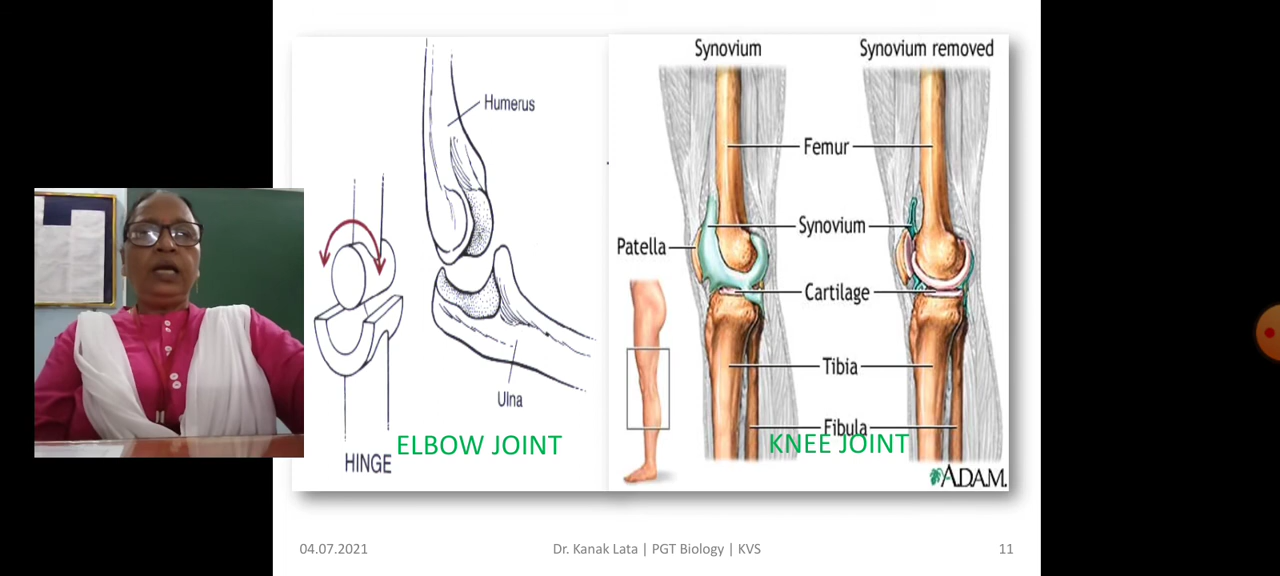 Humerus
Ulna
HINGE
ELBOW JOINT
Synovium
Synovium removed
Femur
Synovium
Patella
Cartilage
Tibia
Fibula
KNEE JOINT
A.D.A.M.
04.07.2021
Dr. Kanak Lata | PGT Biology | KVS
11